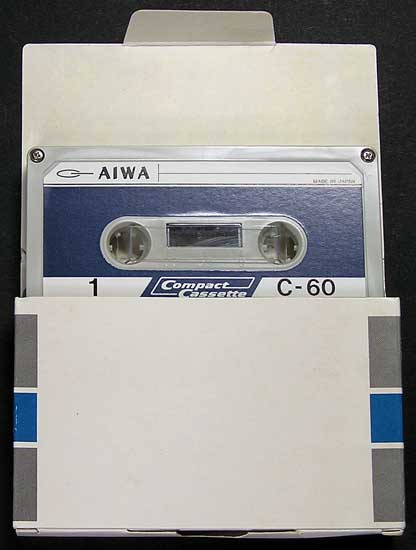 AIWA
MADE IN JAPAN
1
Compact
Cassette
C-60